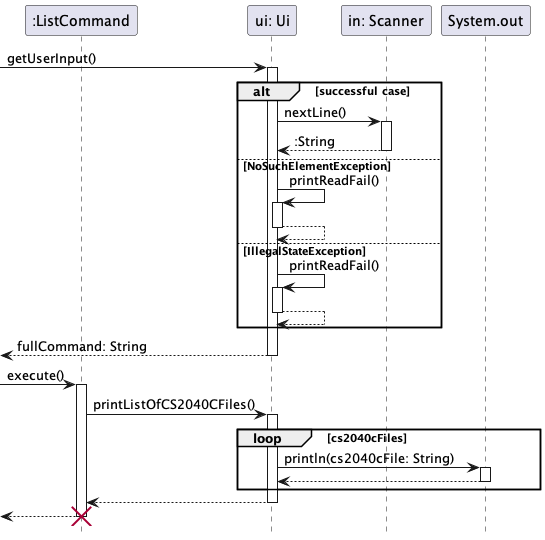 :ListCommand
ui: Ui
in: Scanner
System.out
getUserInput()
alt
[successful case]
nextLine()
:String
[NoSuchElementException]
printReadFail()
[IllegalStateException]
printReadFail()
fullCommand: String
execute()
printListOfCS2040CFiles()
loop
[cs2040cFiles]
println(cs2040cFile: String)